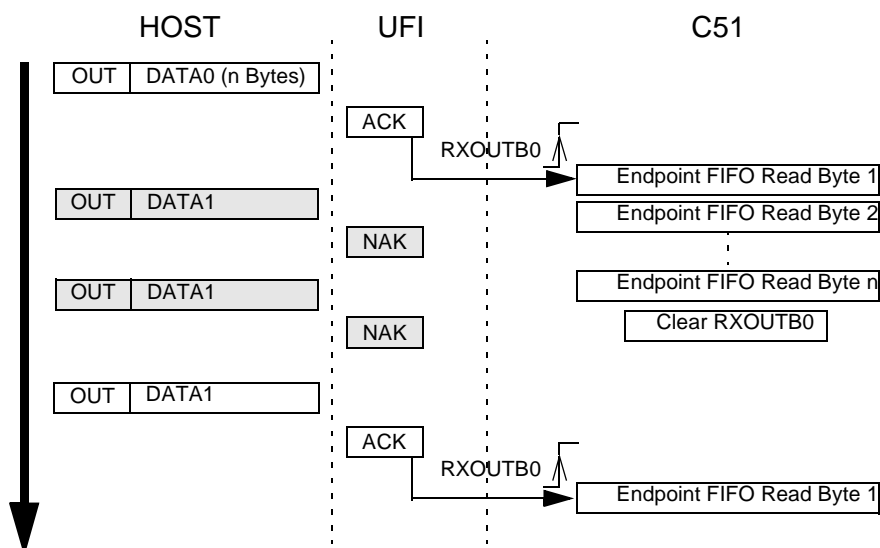 HOST UFI C51
OUT DATA0 (n Bytes)
ACK
RXOUTB0
Endpoint FIFO Read Byte 1
OUT DATA1
Endpoint FIFO Read Byte 2
NAK
OUT DATA1
Endpoint FIFO Read Byte n
NAK
Clear RXOUTB0
OUT DATA1
ACK
RXOUTB0
Endpoint FIFO Read Byte 1